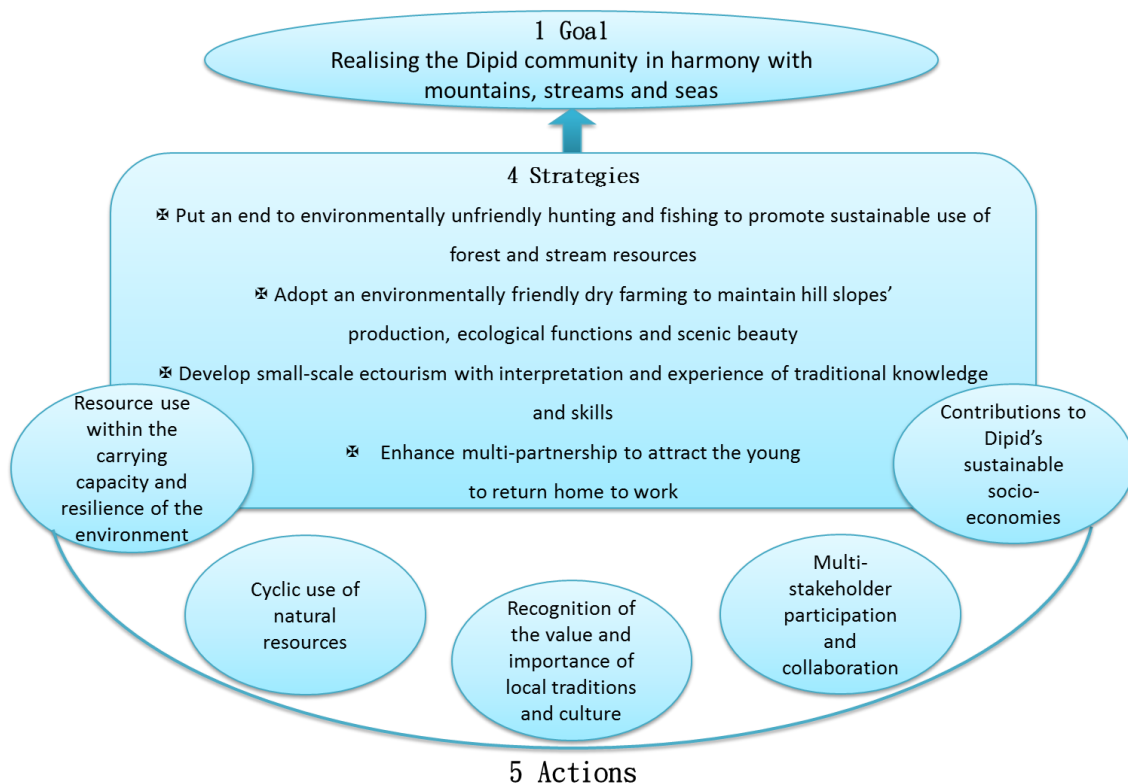 1 Goal
Realising the Dipid community in harmony with
mountains, streams and seas
4 Strategies
✠ Put an end to environmentally unfriendly hunting and fishing to promote sustainable use of
forest and stream resources
✠ Adopt an environmentally friendly dry farming to maintain hill slopes’
production, ecological functions and scenic beauty
✠ Develop small-scale ectourism with interpretation and experience of traditional knowledge
and skills
✠ Enhance multi-partnership to attract the young
to return home to work
Resource use
within the
carrying
capacity and
resilience of the
environment
Cyclic use of
natural
resources
Recognition of
the value and
importance of
local traditions
and culture
Multi-
stakeholder
participation
and
collaboration
Contributions to
Dipid’s
sustainable
socio-
economies
5 Actions